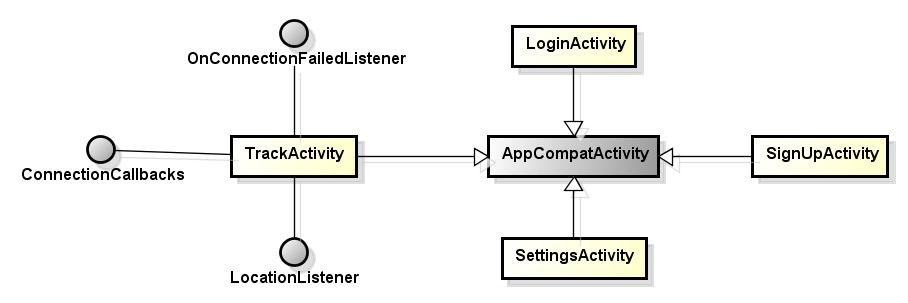 LoginActivity
OnConnectionFailedListener
TrackActivity
AppCompatActivity
SignUpActivity
ConnectionCallbacks
SettingsActivity
LocationListener